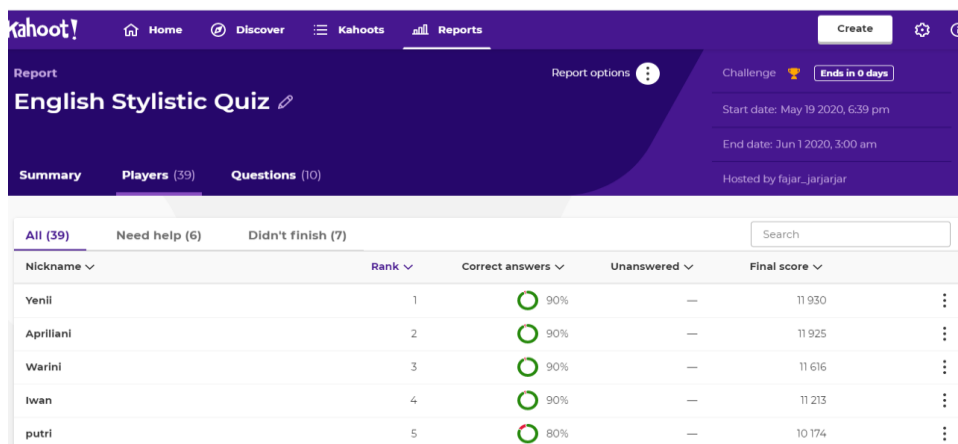 Kahoot! Home Discover Kahoots Reports Create
Report
Report options
Challenge Ends in 0 days
English Stylistic Quiz
Start date: May 19 2020, 6:39 pm
End date: Jun 1 2020, 3:00 am
Summary Players (39) Questions (10)
Hosted by fajar_jarjarjar
All (39) Need help (6) Didn't finish (7) Search
Nickname Rank Correct answers Unanswered Final score
Yenii 1 90% — 11 930
Apriliani 2 90% — 11 925
Warini 3 90% — 11 616
Iwan 4 90% — 11 213
putri 5 80% — 10 174